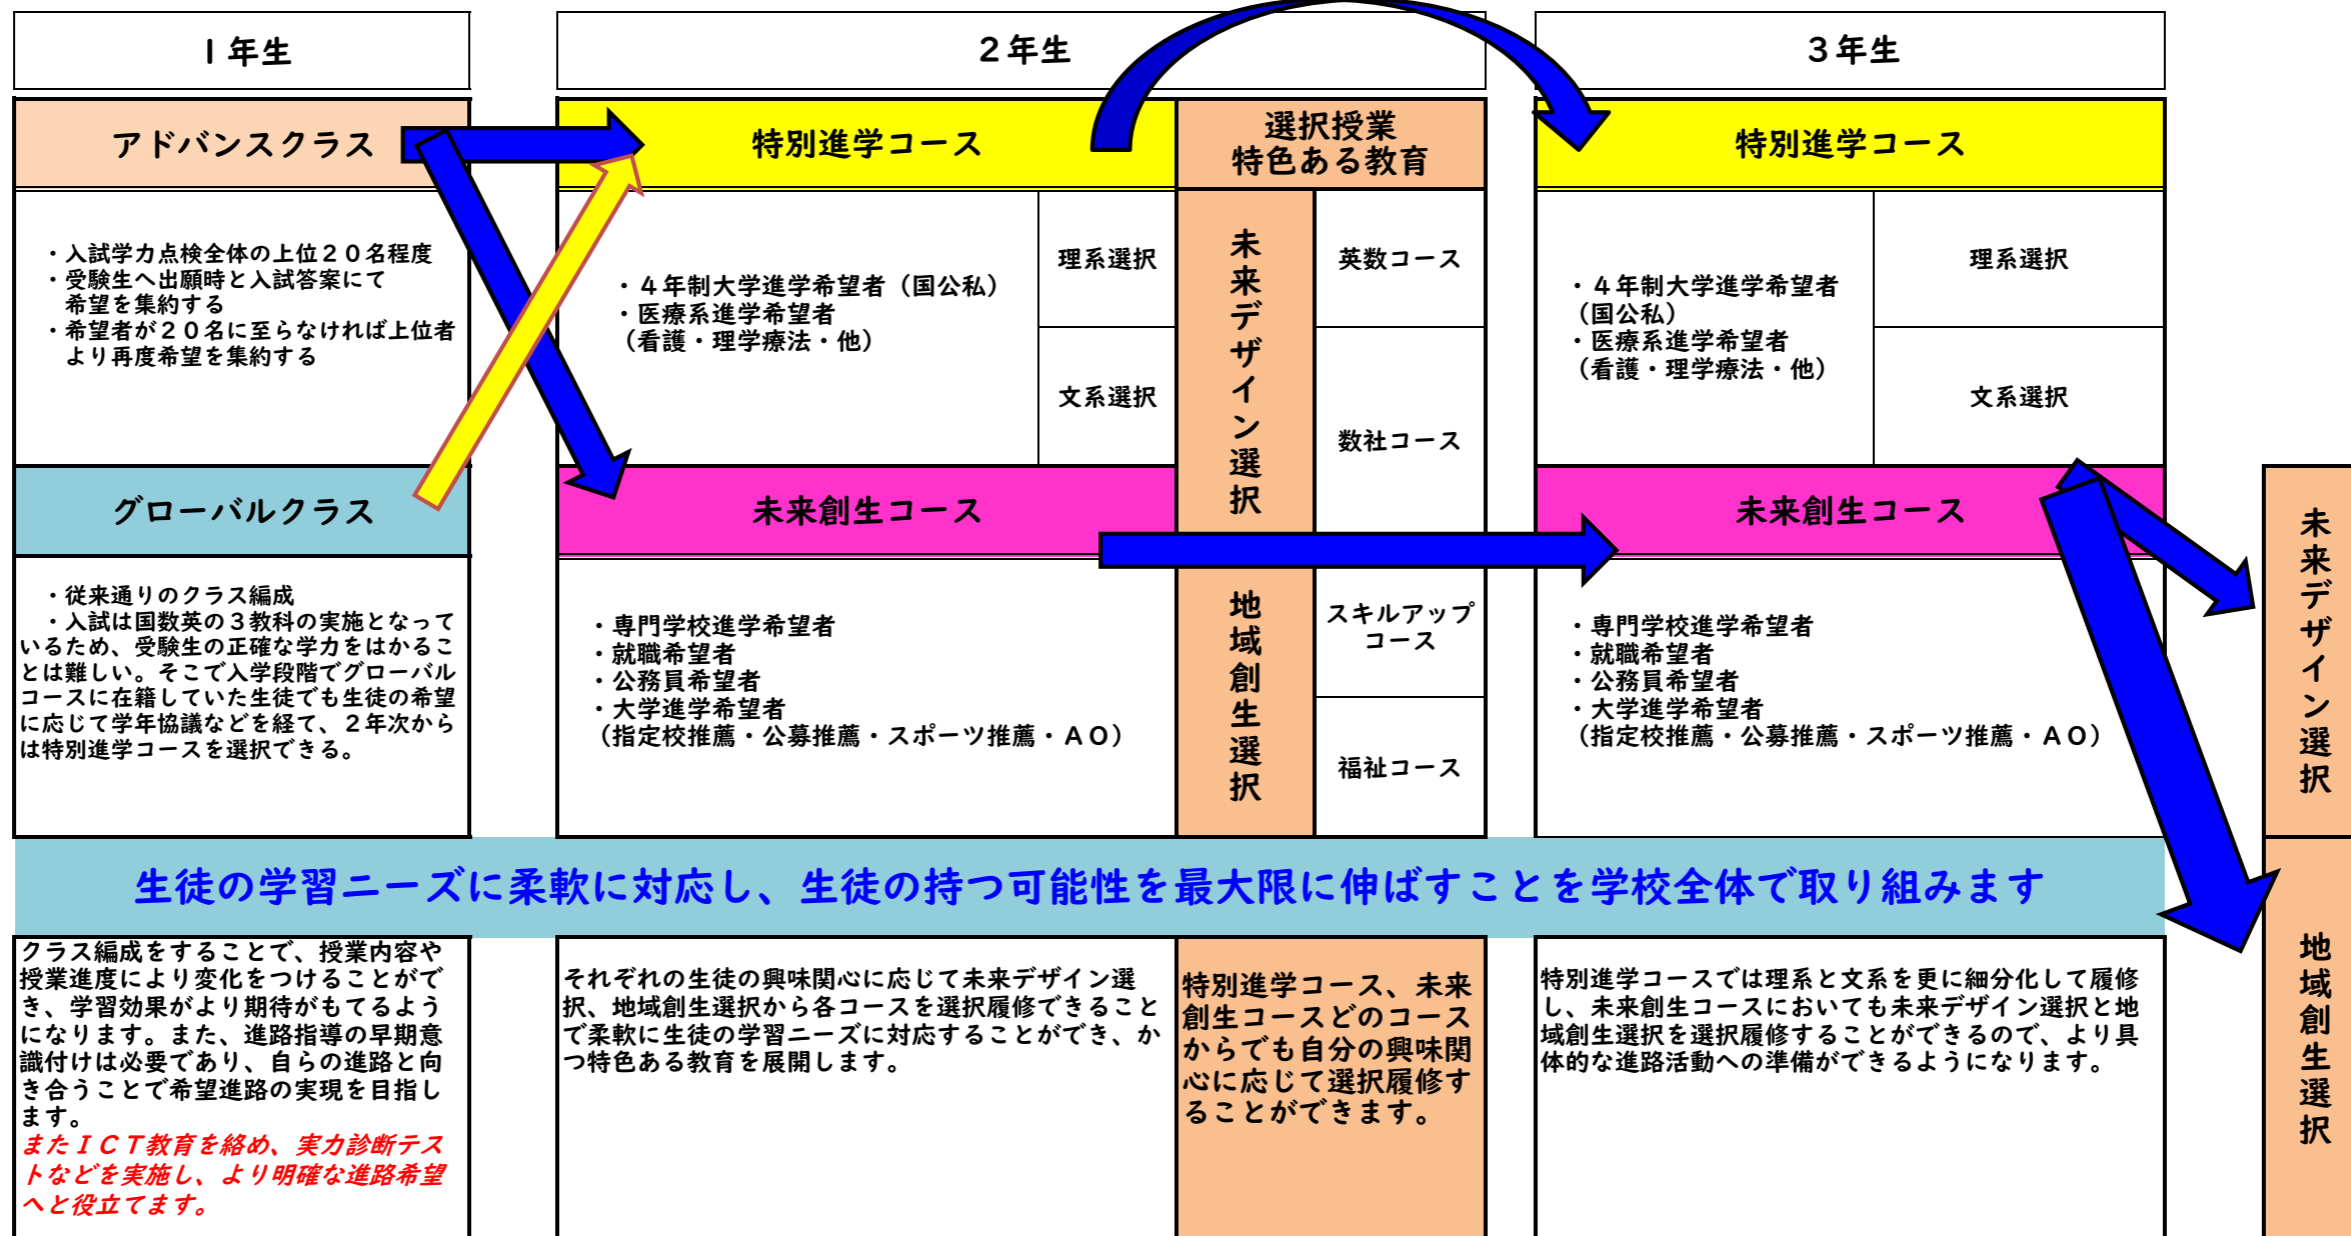 1年生
2年生
3年生
アドバンスクラス
・入試学力点検全体の上位20名程度
・受験生へ出願時と入試答案にて
希望を集約する
・希望者が20名に至らなければ上位者
より再度希望を集約する
グローバルクラス
・従来通りのクラス編成
・入試は国数英の3教科の実施となって
いるため、受験生の正確な学力をはかるこ
とは難しい。そこで入学段階でグローバル
コースに在籍していた生徒でも生徒の希望
に応じて学年協議などを経て、2年次から
は特別進学コースを選択できる。
特別進学コース
・4年制大学進学希望者（国公私）
・医療系進学希望者
（看護・理学療法・他）
理系選択
文系選択
未来創生コース
・専門学校進学希望者
・就職希望者
・公務員希望者
・大学進学希望者
（指定校推薦・公募推薦・スポーツ推薦・AO）
選択授業
特色ある教育
未来デザイン選択
英数コース
数社コース
地域創生選択
スキルアップ
コース
福祉コース
特別進学コース
・4年制大学進学希望者
（国公私）
・医療系進学希望者
（看護・理学療法・他）
理系選択
文系選択
未来創生コース
・専門学校進学希望者
・就職希望者
・公務員希望者
・大学進学希望者
（指定校推薦・公募推薦・スポーツ推薦・AO）
未来デザイン選択
地域創生選択
生徒の学習ニーズに柔軟に対応し、生徒の持つ可能性を最大限に伸ばすことを学校全体で取り組みます
クラス編成をすることで、授業内容や
授業進度により変化をつけることがで
き、学習効果がより期待がもてるよう
になります。また、進路指導の早期意
識付けは必要であり、自らの進路と向
き合うことで希望進路の実現を目指し
ます。
またＩＣＴ教育を絡め、実力診断テス
トなどを実施し、より明確な進路希望
へと役立てます。
それぞれの生徒の興味関心に応じて未来デザイン選
択、地域創生選択から各コースを選択履修できること
で柔軟に生徒の学習ニーズに対応することができ、か
つ特色ある教育を展開します。
特別進学コース、未来
創生コースどのコース
からでも自分の興味関
心に応じて選択履修す
ることができます。
特別進学コースでは理系と文系を更に細分化して履修
し、未来創生コースにおいても未来デザイン選択と地
域創生選択を選択履修することができるので、より具
体的な進路活動への準備ができるようになります。